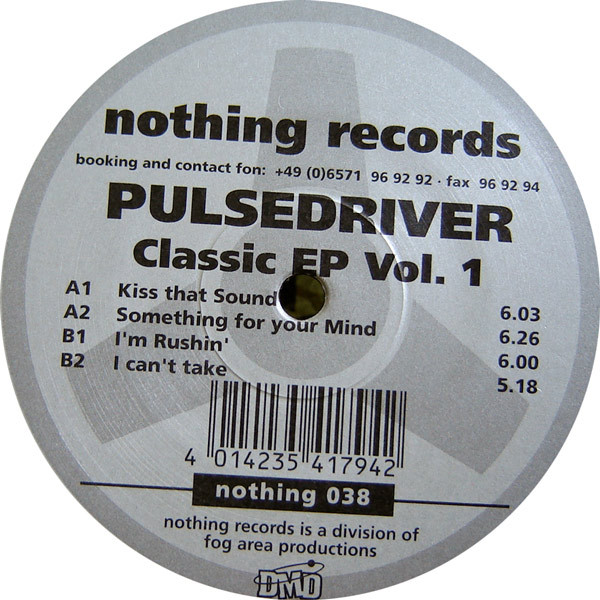 nothing records
booking and contact fon: +49 (0)6571 96 92 92 · fax 96 92 94
PULSEDRIVER
Classic EP Vol. 1
A1 Kiss that Sound 6.03
A2 Something for your Mind 6.26
B1 I'm Rushin' 6.00
B2 I can't take 5.18
4 014235 417942
nothing 038
nothing records is a division of
fog area productions
DMD